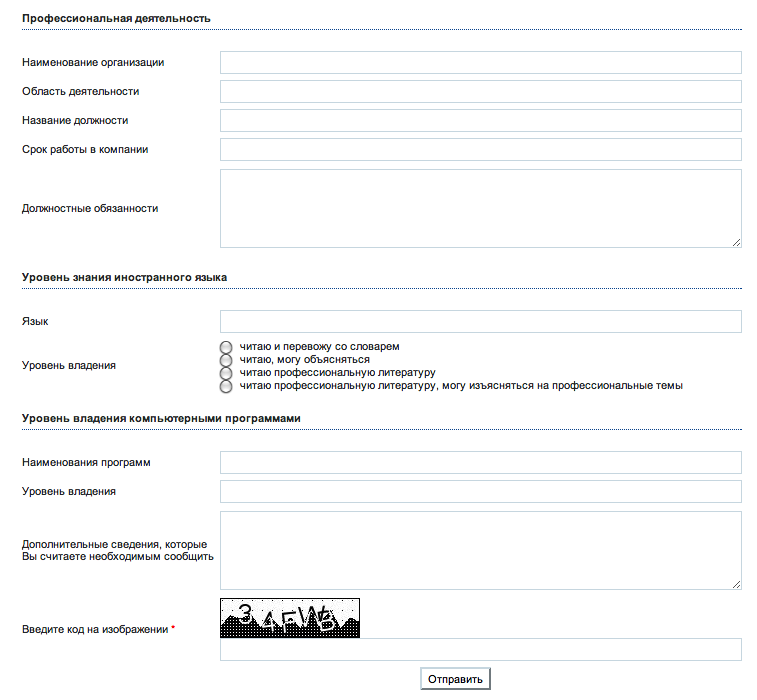 Профессиональная деятельность
Наименование организации
Область деятельности
Название должности
Срок работы в компании
Должностные обязанности
Уровень знания иностранного языка
Язык
Уровень владения
читаю и перевожу со словарем
читаю, могу объясняться
читаю профессиональную литературу
читаю профессиональную литературу, могу изъясняться на профессиональные темы
Уровень владения компьютерными программами
Наименования программ
Уровень владения
Дополнительные сведения, которые
Вы считаете необходимым сообщить
Введите код на изображении *
Отправить